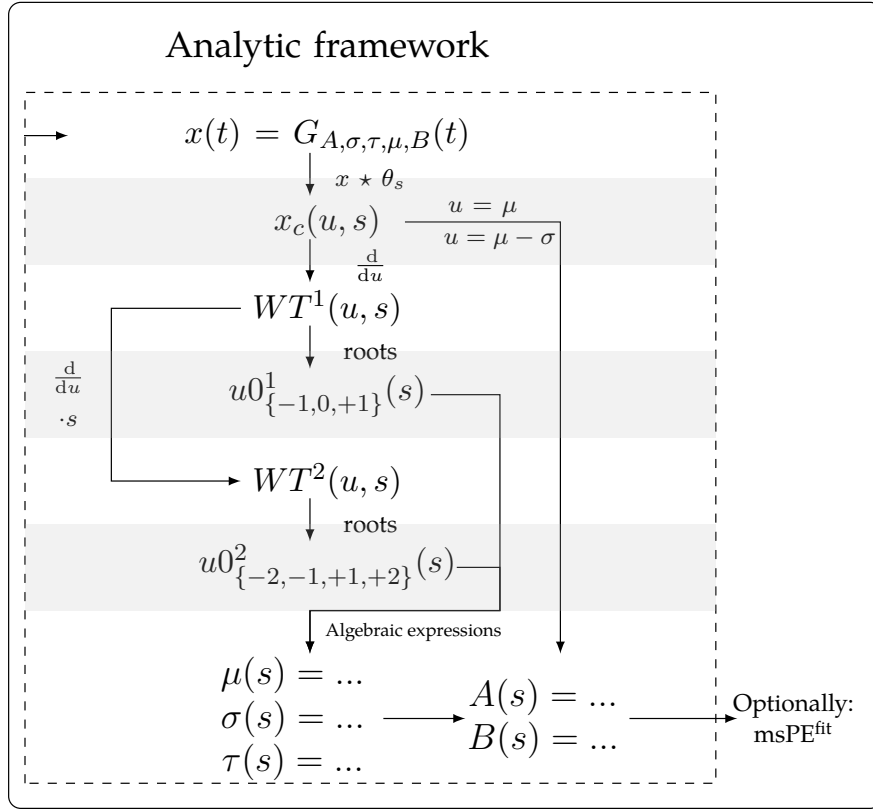 Analytic framework
x(t) = G_{A,σ,τ,μ,B}(t)
x ⋆ θ_s
x_c(u, s)
u = μ
u = μ − σ
d/du
WT^1(u, s)
roots
u0^1_{{−1,0,+1}}(s)
d/du
·s
WT^2(u, s)
roots
u0^2_{{−2,−1,+1,+2}}(s)
Algebraic expressions
μ(s) = ...
σ(s) = ...
τ(s) = ...
A(s) = ...
B(s) = ...
Optionally:
msPE^fit